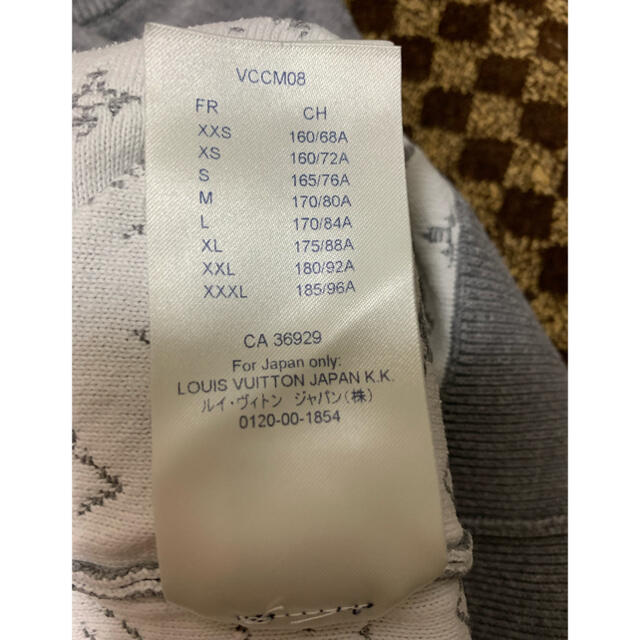 VCCM08
FR CH
XXS 160/68A
XS 160/72A
S 165/76A
M 170/80A
L 170/84A
XL 175/88A
XXL 180/92A
XXXL 185/96A
CA 36929
For Japan only:
LOUIS VUITTON JAPAN K.K.
ルイ・ヴィトン ジャパン(株)
0120-00-1854